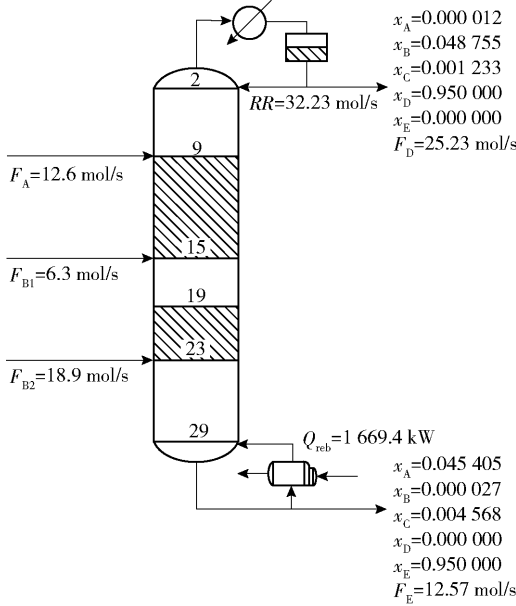 x_A=0.000 012
x_B=0.048 755
x_C=0.001 233
x_D=0.950 000
x_E=0.000 000
F_D=25.23 mol/s
2
RR=32.23 mol/s
9
F_A=12.6 mol/s
15
F_B1=6.3 mol/s
19
23
F_B2=18.9 mol/s
29
Q_reb=1 669.4 kW
x_A=0.045 405
x_B=0.000 027
x_C=0.004 568
x_D=0.000 000
x_E=0.950 000
F_E=12.57 mol/s